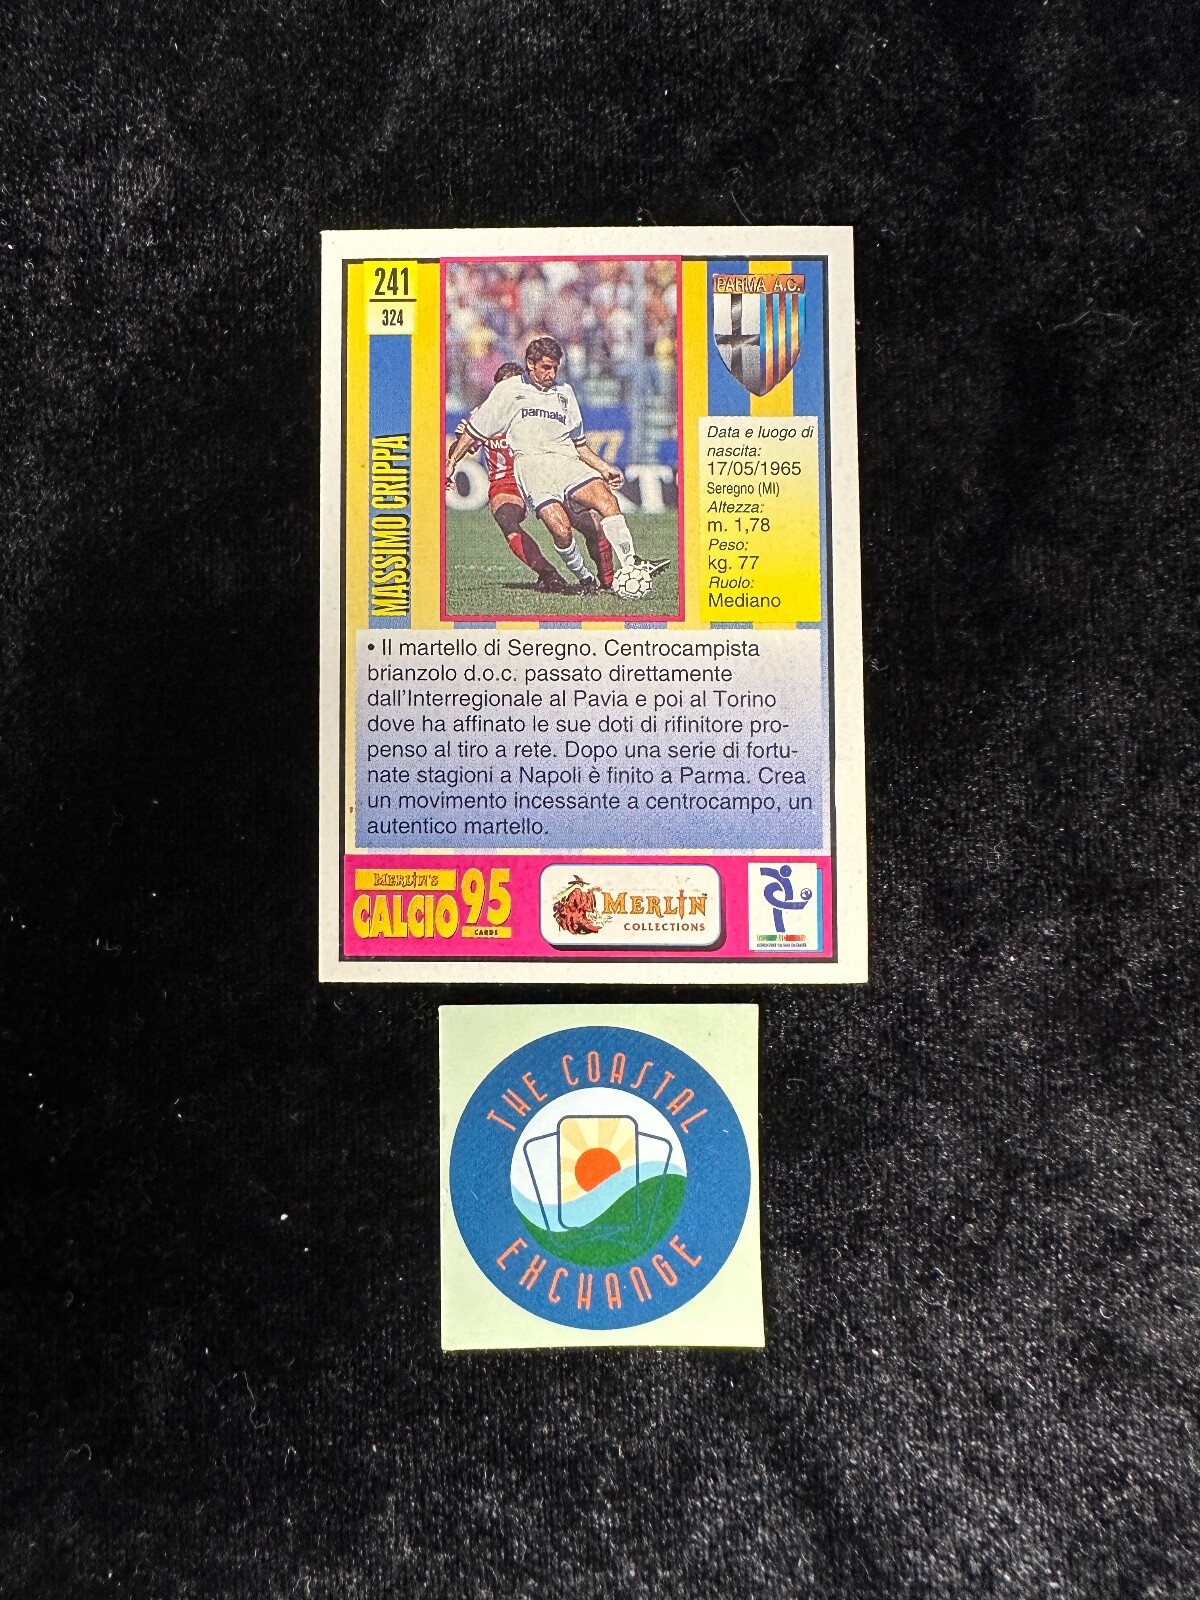 241
324
MASSIMO CRIPPA
parmalat
MO
PARMA A.C.
Data e luogo di
nascita:
17/05/1965
Seregno (MI)
Altezza:
m. 1,78
Peso:
kg. 77
Ruolo:
Mediano
• Il martello di Seregno. Centrocampista
brianzolo d.o.c. passato direttamente
dall'Interregionale al Pavia e poi al Torino
dove ha affinato le sue doti di rifinitore pro-
penso al tiro a rete. Dopo una serie di fortu-
nate stagioni a Napoli è finito a Parma. Crea
un movimento incessante a centrocampo, un
autentico martello.
MERLIN'S
CALCIO 95
CARDS
MERLIN
COLLECTIONS
THE COASTAL
EXCHANGE